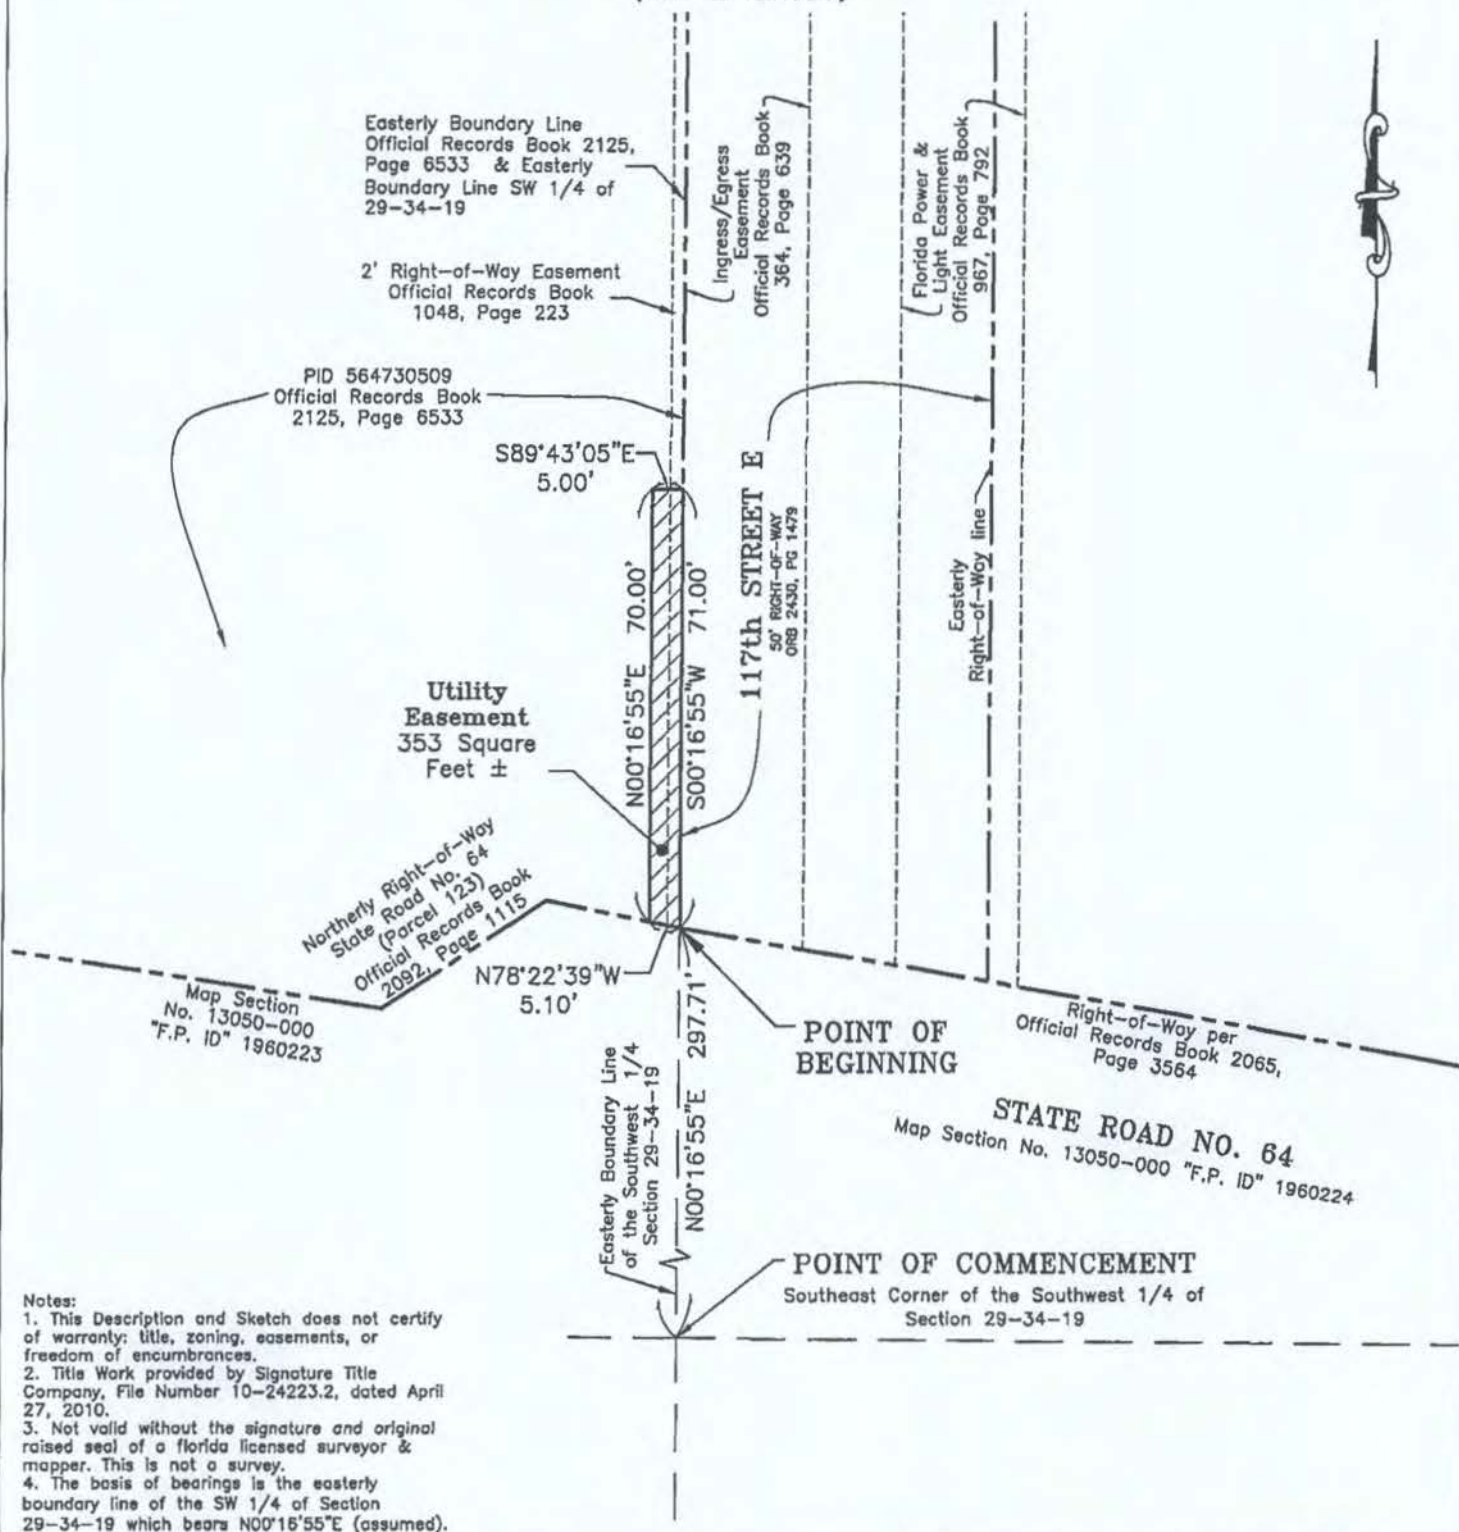 Easterly Boundary Line
Official Records Book 2125,
Page 6533 & Easterly
Boundary Line SW 1/4 of
29-34-19
2' Right-of-Way Easement
Official Records Book
1048, Page 223
PID 564730509
Official Records Book
2125, Page 6533
Ingress/Egress
Easement
Official Records Book
364, Page 639
Florida Power &
Light Easement
Official Records Book
967, Page 792
S89°43'05"E
5.00'
N00°16'55"E 70.00'
S00°16'55"W 71.00'
117th STREET E
50' RIGHT-OF-WAY
ORB 2430, PG 1479
Easterly
Right-of-Way line
Utility
Easement
353 Square
Feet ±
Northerly Right-of-Way
State Road No. 64
(Parcel 123)
Official Records Book
2092, Page 1115
Map Section
No. 13050-000
"F.P. ID" 1960223
N78°22'39"W
5.10'
POINT OF
BEGINNING
Right-of-Way per
Official Records Book 2065,
Page 3564
STATE ROAD NO. 64
Map Section No. 13050-000 "F.P. ID" 1960224
Easterly Boundary Line
of the Southwest 1/4
Section 29-34-19
N00°16'55"E 297.71'
POINT OF COMMENCEMENT
Southeast Corner of the Southwest 1/4 of
Section 29-34-19
Notes:
1. This Description and Sketch does not certify
of warranty: title, zoning, easements, or
freedom of encumbrances.
2. Title Work provided by Signature Title
Company, File Number 10-24223.2, dated April
27, 2010.
3. Not valid without the signature and original
raised seal of a florida licensed surveyor &
mapper. This is not a survey.
4. The basis of bearings is the easterly
boundary line of the SW 1/4 of Section
29-34-19 which bears N00°16'55"E (assumed).